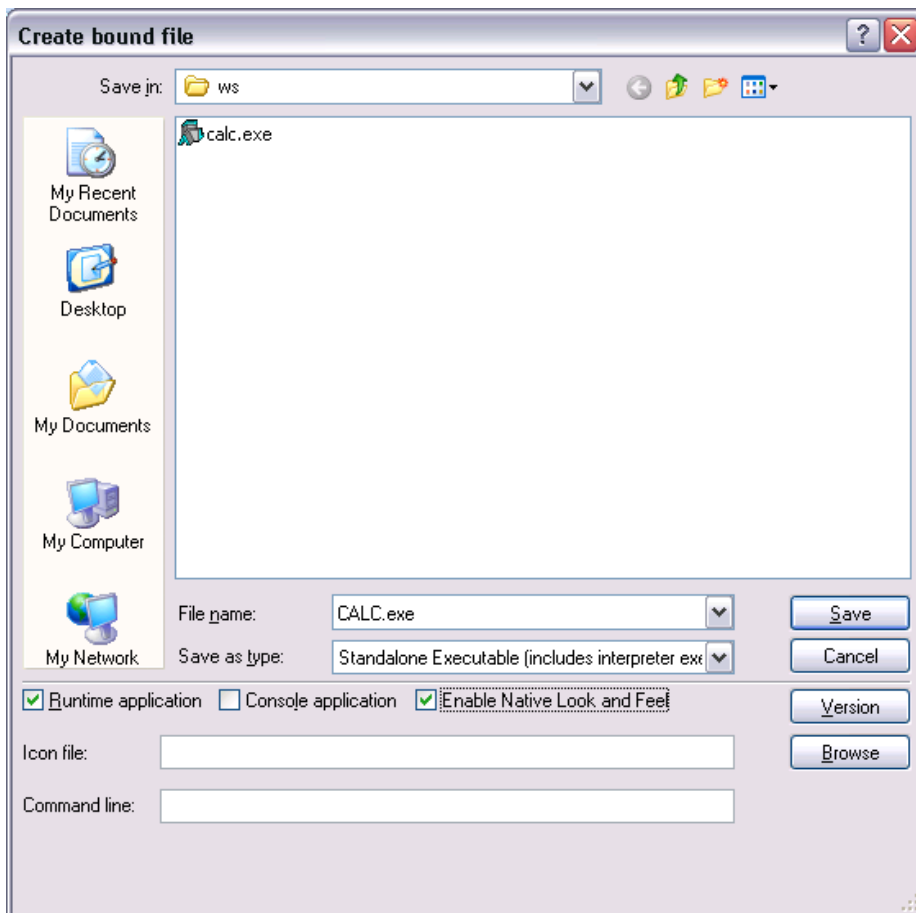 Create bound file
Save in: ws
calc.exe
My Recent
Documents
Desktop
My Documents
My Computer
My Network
File name: CALC.exe Save
Save as type: Standalone Executable (includes interpreter exe Cancel
Runtime application Console application Enable Native Look and Feel Version
Icon file: Browse
Command line: